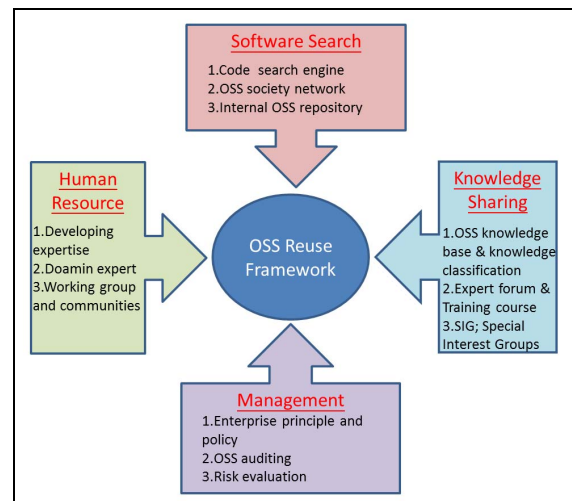 Software Search
1.Code search engine
2.OSS society network
3.Internal OSS repository
Human
Resource
1.Developing
expertise
2.Doamin expert
3.Working group
and communities
OSS Reuse
Framework
Knowledge
Sharing
1.OSS knowledge
base & knowledge
classification
2.Expert forum &
Training course
3.SIG; Special
Interest Groups
Management
1.Enterprise principle and
policy
2.OSS auditing
3.Risk evaluation